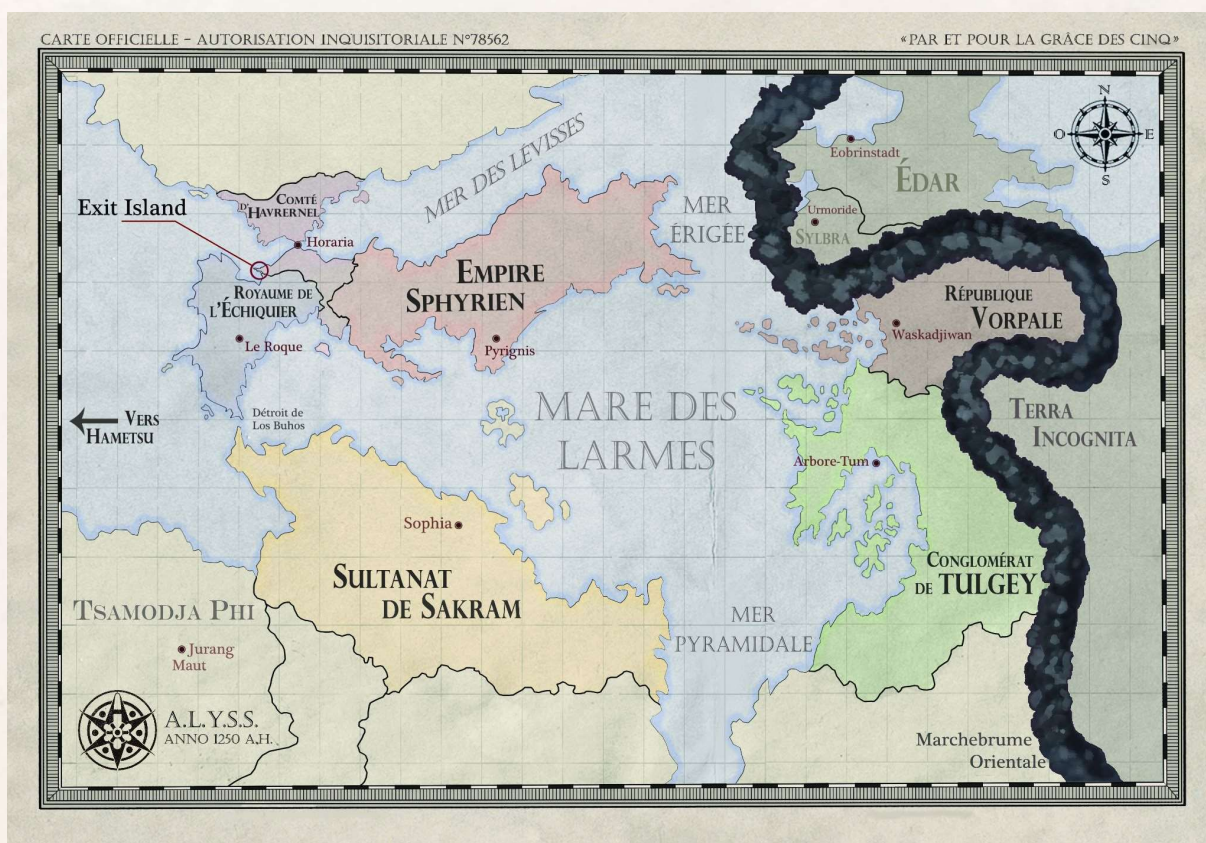 CARTE OFFICIELLE – AUTORISATION INQUISITORIALE N°78562
«PAR ET POUR LA GRÂCE DES CINQ»
N
O
E
S
MER DES LÉVISSES
Eobrinstadt
ÉDAR
COMTÉ
D'HAVRERNEL
Exit Island
Horaria
MER
ÉRIGÉE
Urmoride
SYLBRA
EMPIRE
SPHYRIEN
ROYAUME DE
L'ÉCHIQUIER
RÉPUBLIQUE
VORPALE
Le Roque
Pyrignis
Waskadjiwan
VERS
HAMETSU
Détroit de
Los Buhos
MARE DES
LARMES
TERRA
INCOGNITA
Arbore-Tum
Sophia
SULTANAT
DE SAKRAM
CONGLOMÉRAT
DE TULGEY
TSAMODJA PHI
MER
PYRAMIDALE
Jurang
Maut
A.L.Y.S.S.
ANNO 1250 A.H.
Marchebrume
Orientale